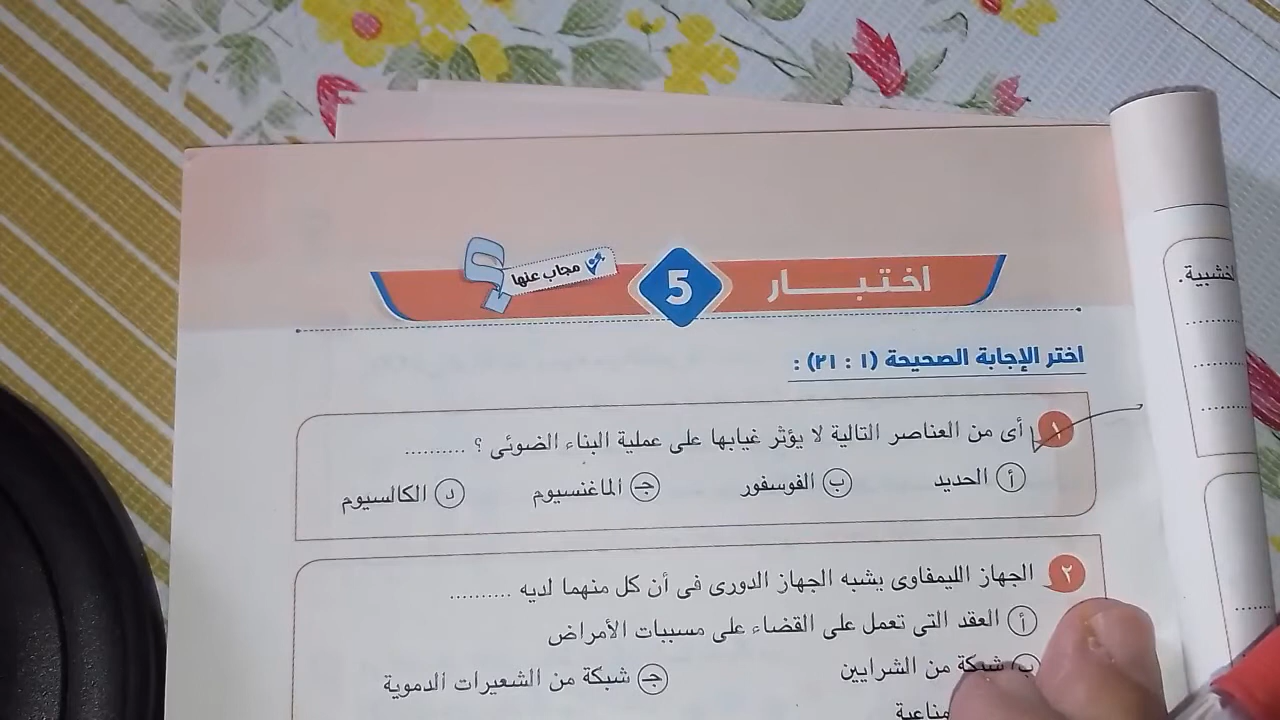 اختبار 5 مجاب عنها
اختر الإجابة الصحيحة (١ : ٢١) :
١ أى من العناصر التالية لا يؤثر غيابها على عملية البناء الضوئى ؟ ..........
أ الحديد ب الفوسفور جـ الماغنسيوم د الكالسيوم
٢ الجهاز الليمفاوى يشبه الجهاز الدورى فى أن كل منهما لديه ..........
أ العقد التى تعمل على القضاء على مسببات الأمراض
ب شبكة من الشرايين جـ شبكة من الشعيرات الدموية